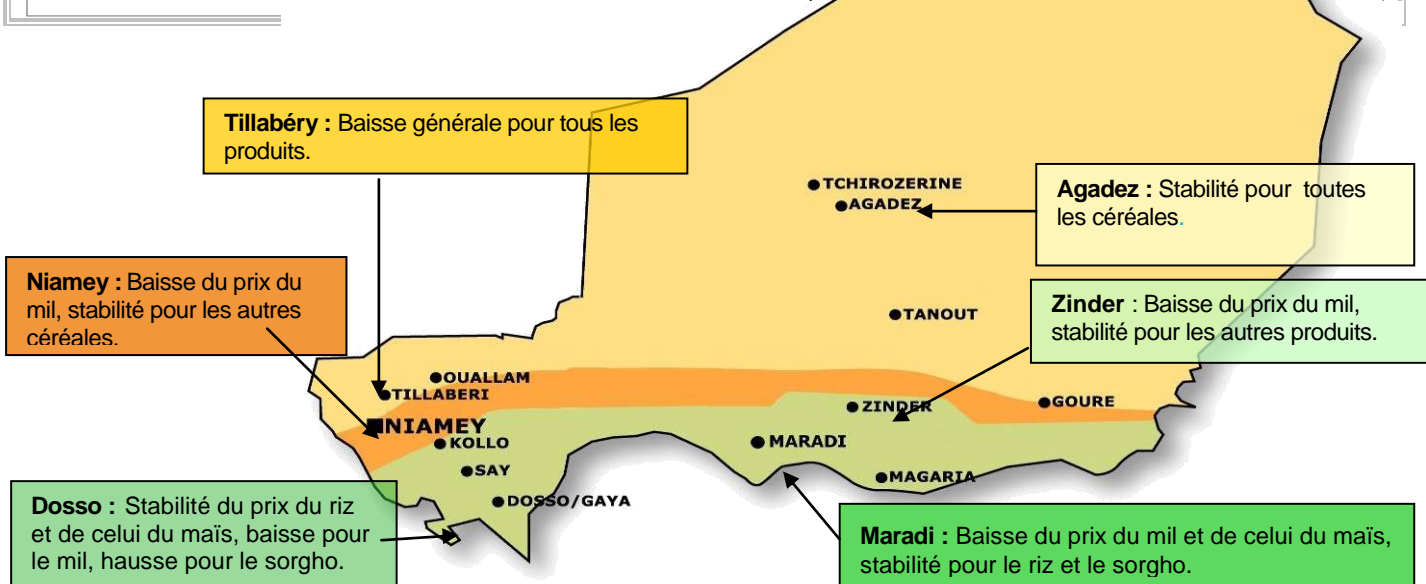 Tillabéry : Baisse générale pour tous les
produits.
TCHIROZERINE
AGADEZ
Agadez : Stabilité pour toutes
les céréales.
Niamey : Baisse du prix du
mil, stabilité pour les autres
céréales.
Zinder : Baisse du prix du mil,
stabilité pour les autres produits.
TANOUT
OUALLAM
TILLABERI
ZINDER
GOURE
NIAMEY
KOLLO
MARADI
SAY
MAGARIA
DOSSO/GAYA
Dosso : Stabilité du prix du riz
et de celui du maïs, baisse pour
le mil, hausse pour le sorgho.
Maradi : Baisse du prix du mil et de celui du maïs,
stabilité pour le riz et le sorgho.